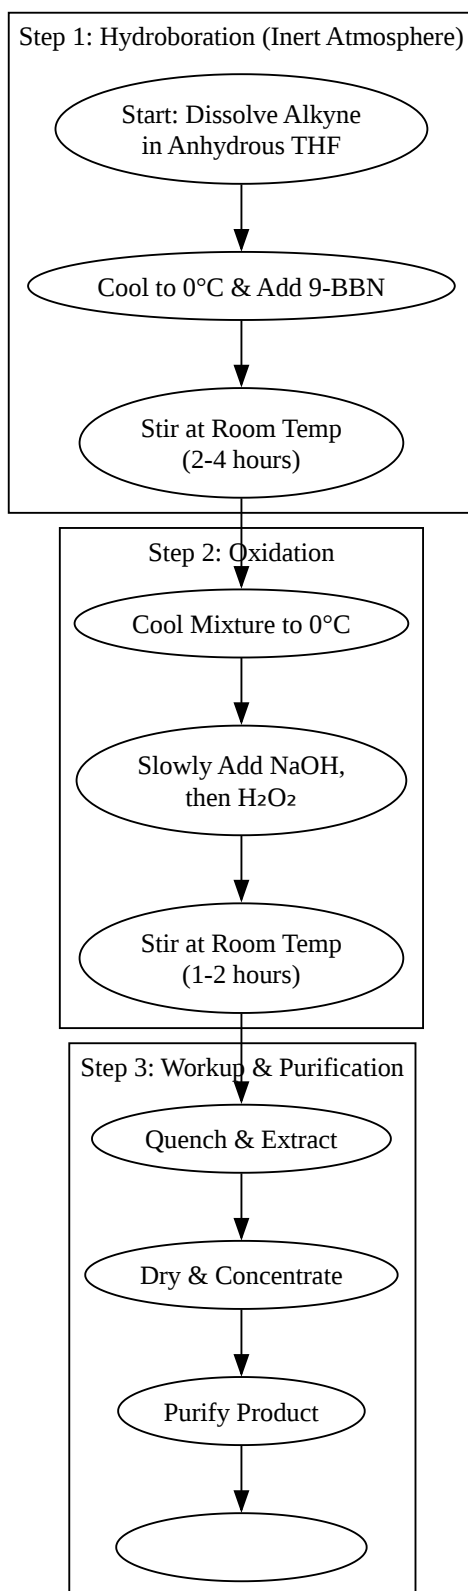 Step 1: Hydroboration (Inert Atmosphere)
Start: Dissolve Alkyne
in Anhydrous THF
Cool to 0°C & Add 9-BBN
Stir at Room Temp
(2-4 hours)
Step 2: Oxidation
Cool Mixture to 0°C
Slowly Add NaOH,
then H₂O₂
Stir at Room Temp
(1-2 hours)
Step 3: Workup & Purification
Quench & Extract
Dry & Concentrate
Purify Product